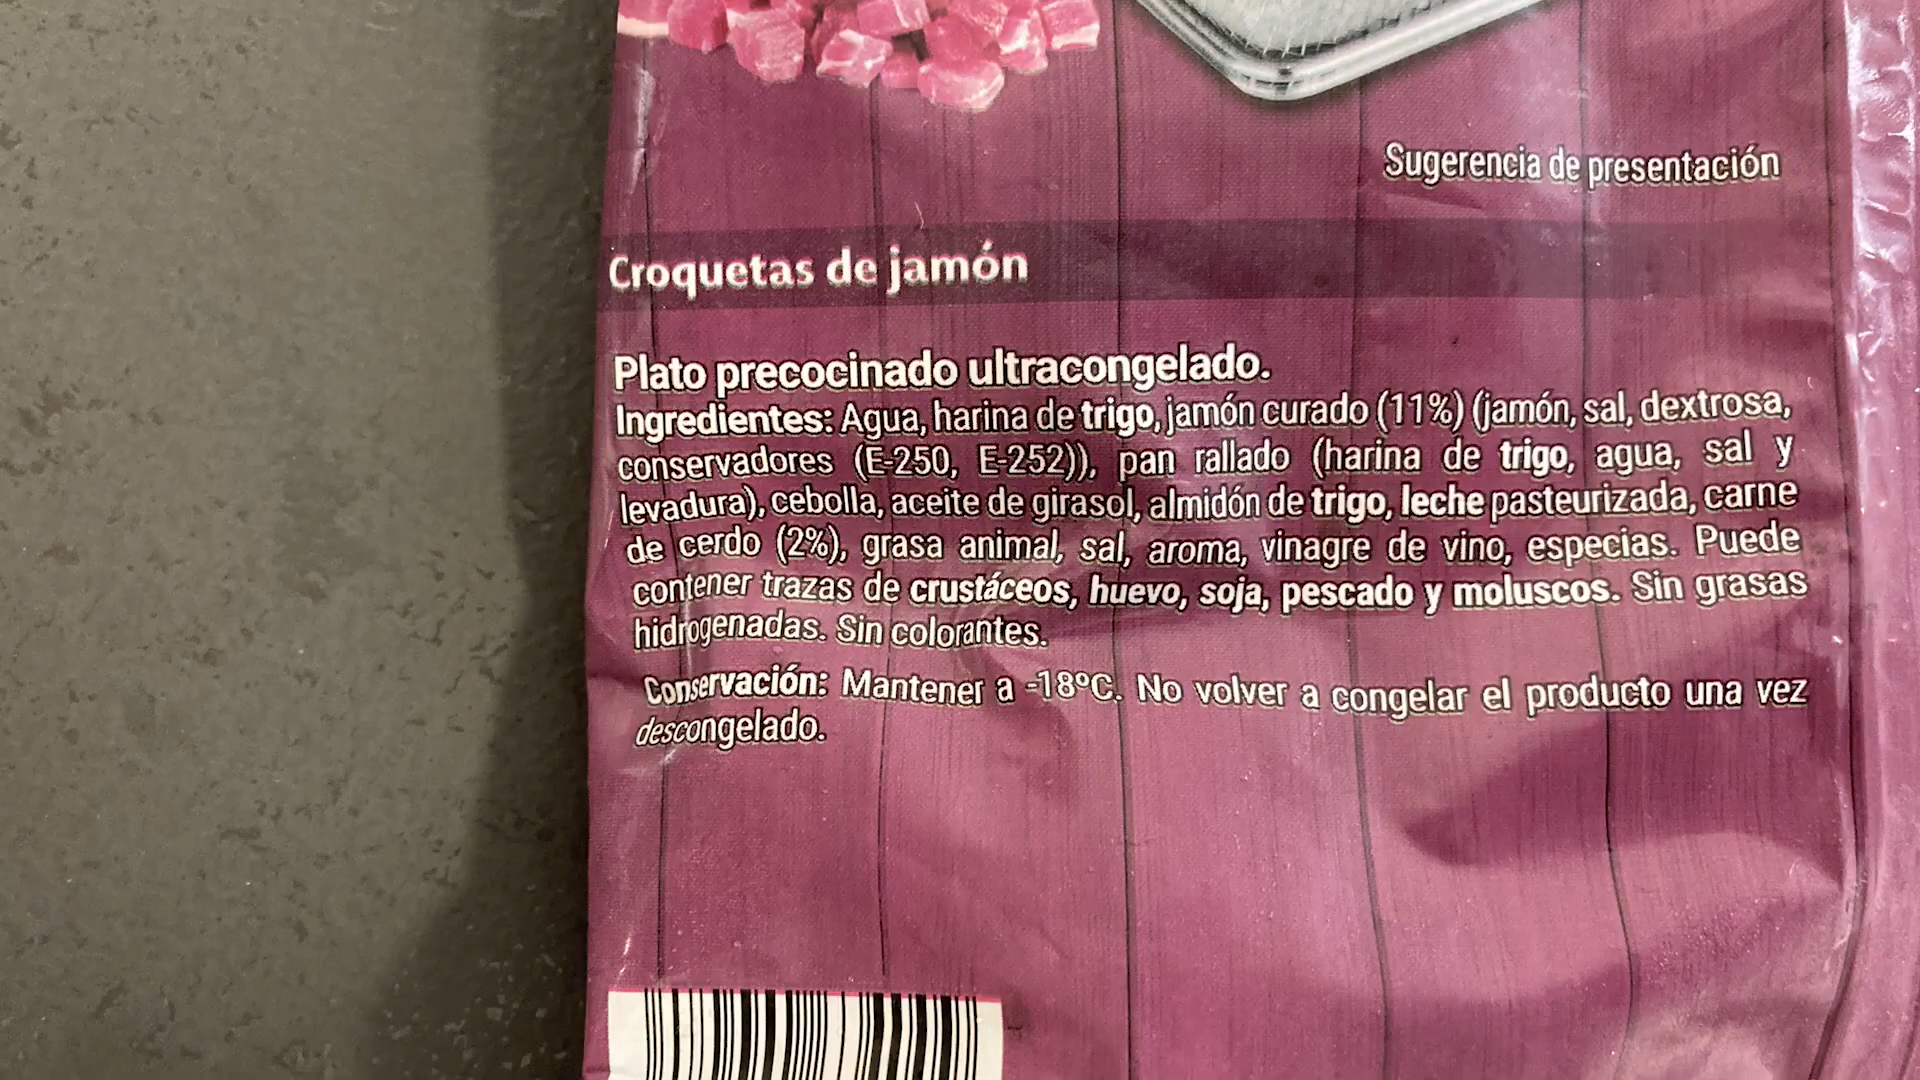 Sugerencia de presentación
Croquetas de jamón
Plato precocinado ultracongelado.
Ingredientes: Agua, harina de trigo, jamón curado (11%) (jamón, sal, dextrosa,
conservadores (E-250, E-252)), pan rallado (harina de trigo, agua, sal y
levadura), cebolla, aceite de girasol, almidón de trigo, leche pasteurizada, carne
de cerdo (2%), grasa animal, sal, aroma, vinagre de vino, especias. Puede
contener trazas de crustáceos, huevo, soja, pescado y moluscos. Sin grasas
hidrogenadas. Sin colorantes.
Conservación: Mantener a -18ºC. No volver a congelar el producto una vez
descongelado.